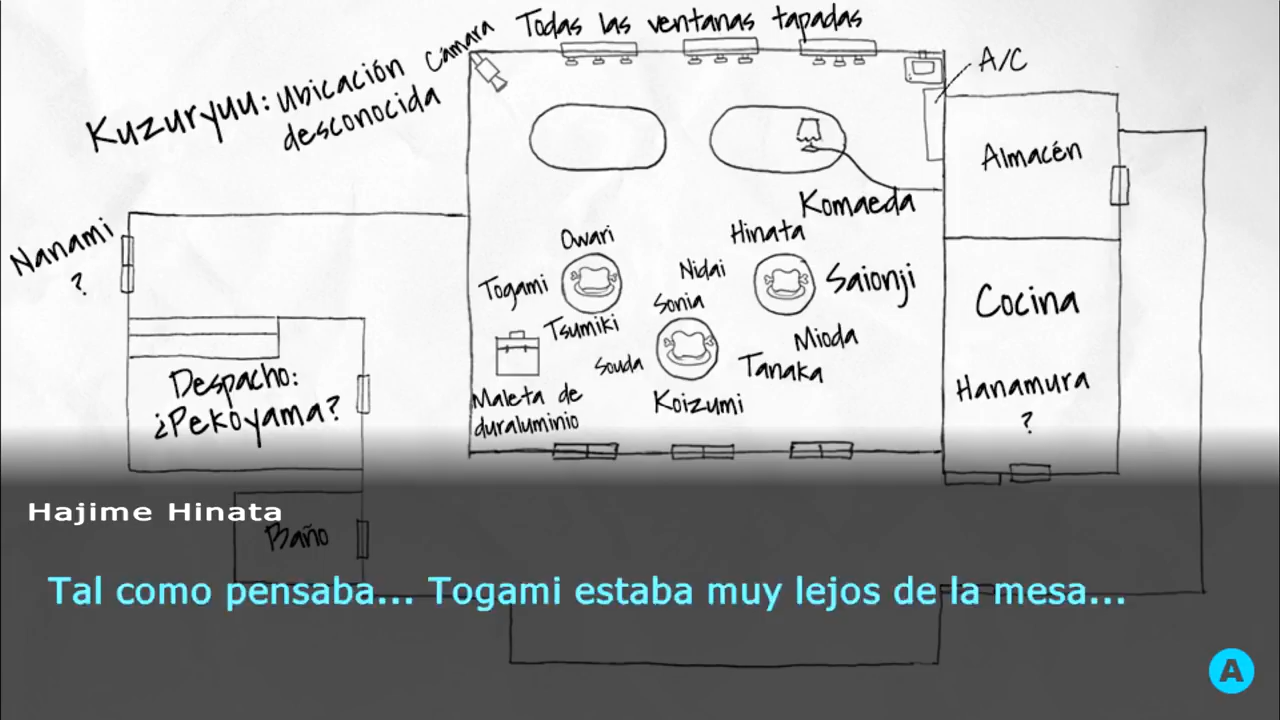 Todas las ventanas tapadas
Cámara
Kuzuryuu: Ubicación
desconocida
A/C
Almacén
Komaeda
Nanami
?
Owari
Hinata
Togami
Nidai
Saionji
Sonia
Cocina
Tsumiki
Mioda
Souda
Tanaka
Despacho:
¿Pekoyama?
Maleta de
duraluminio
Koizumi
Hanamura
?
Hajime Hinata
Baño
Tal como pensaba... Togami estaba muy lejos de la mesa...
A